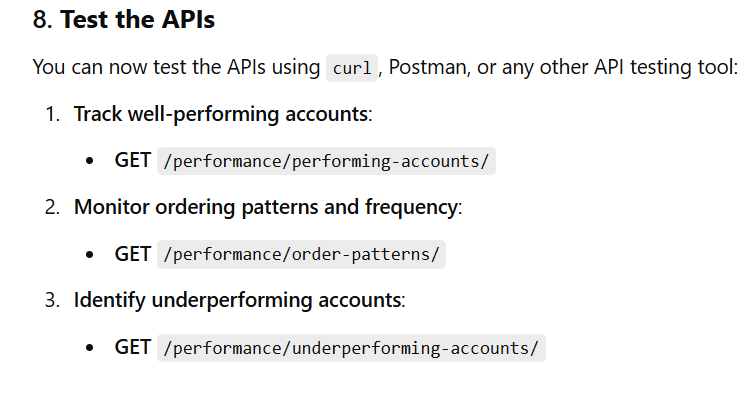 8. Test the APIs
You can now test the APIs using curl, Postman, or any other API testing tool:
1. Track well-performing accounts:
• GET /performance/performing-accounts/
2. Monitor ordering patterns and frequency:
• GET /performance/order-patterns/
3. Identify underperforming accounts:
• GET /performance/underperforming-accounts/